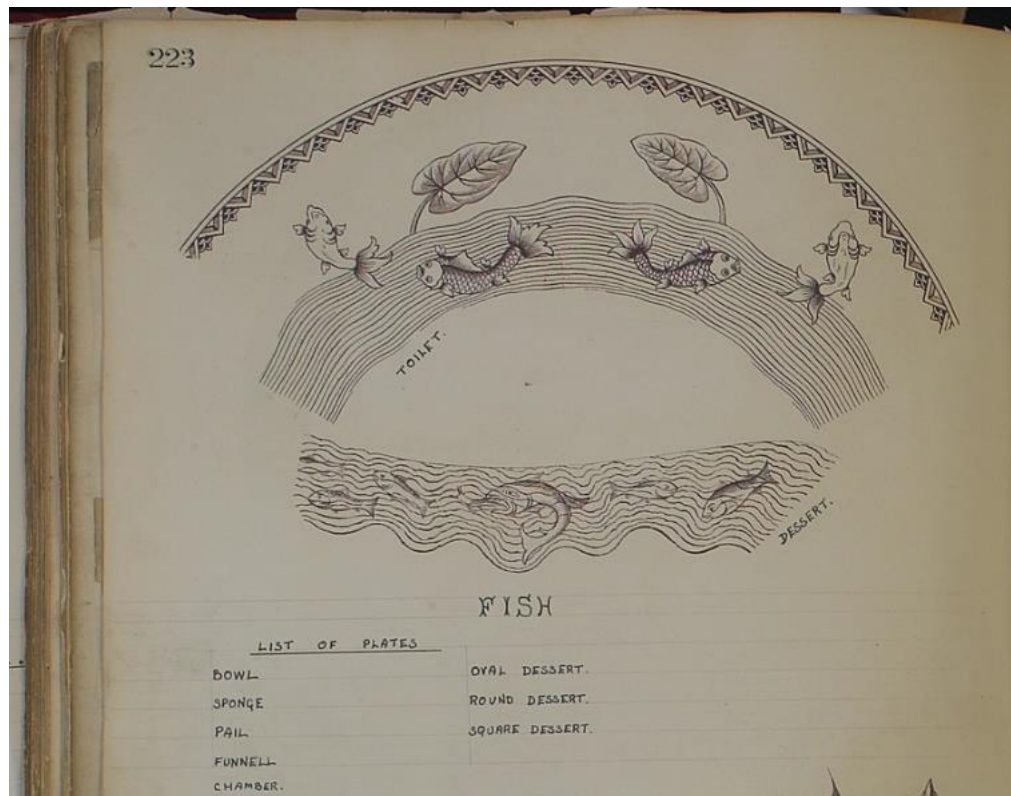 223
TOILET.
DESSERT.
FISH
LIST OF PLATES
BOWL
SPONGE
PAIL
FUNNELL
CHAMBER.
OVAL DESSERT.
ROUND DESSERT.
SQUARE DESSERT.